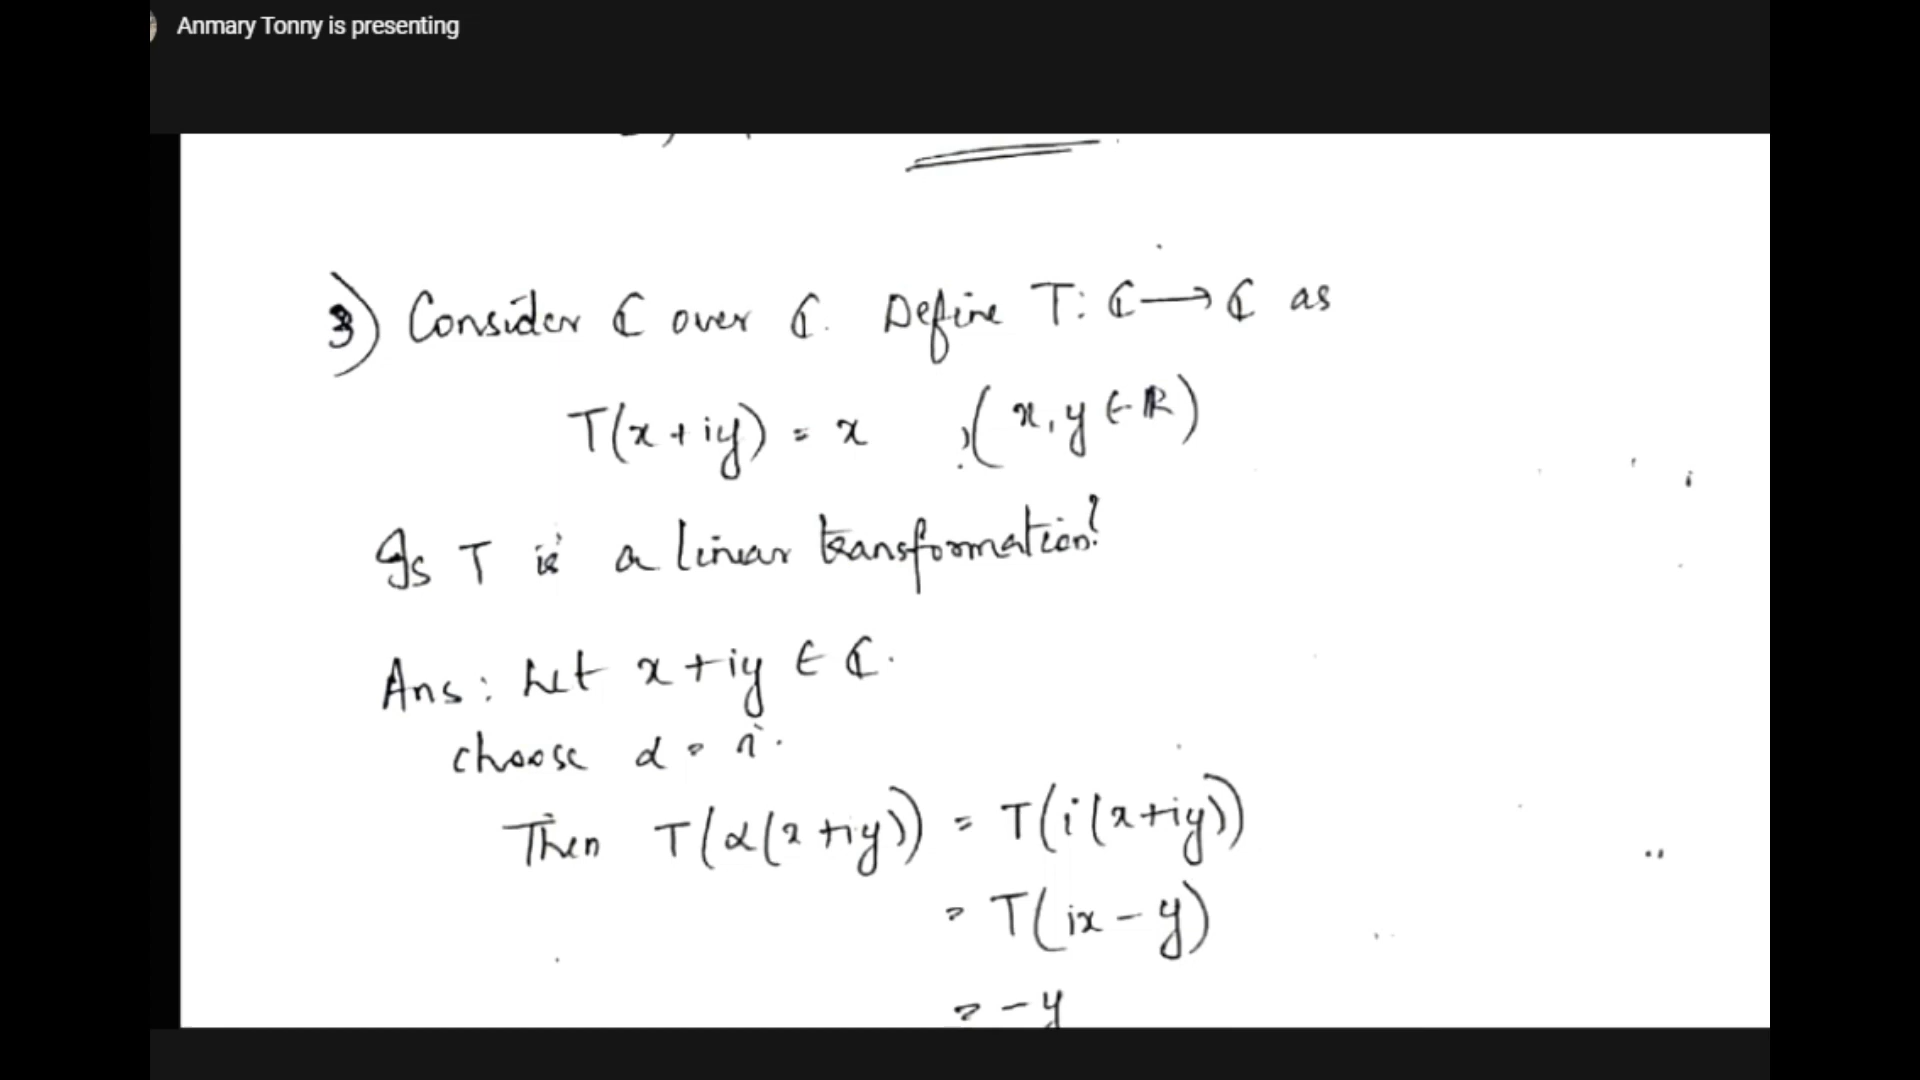 Anmary Tonny is presenting
3) Consider ℂ over ℂ. Define T: ℂ → ℂ as
T(x + iy) = x , (x, y ∈ ℝ)
Is T is a linear transformation?
Ans: Let x + iy ∈ ℂ.
choose α = i.
Then T(α(x + iy)) = T(i(x + iy))
= T(ix - y)
= - y